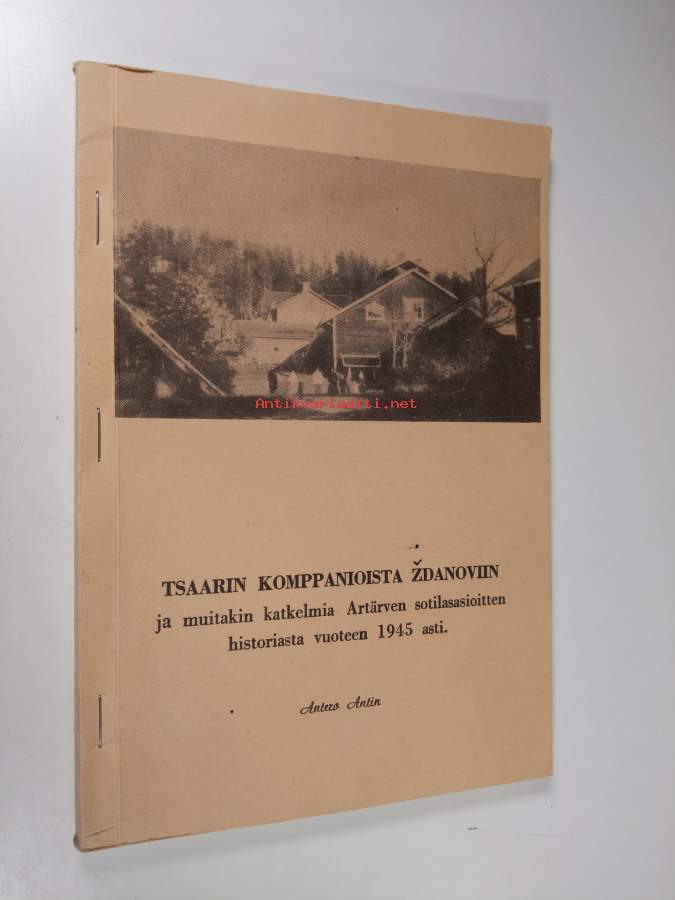 Antikvariaatti.net
TSAARIN KOMPPANIOISTA ŽDANOVIIN
ja muitakin katkelmia Artärven sotilasasioitten
historiasta vuoteen 1945 asti.
Antero Antin